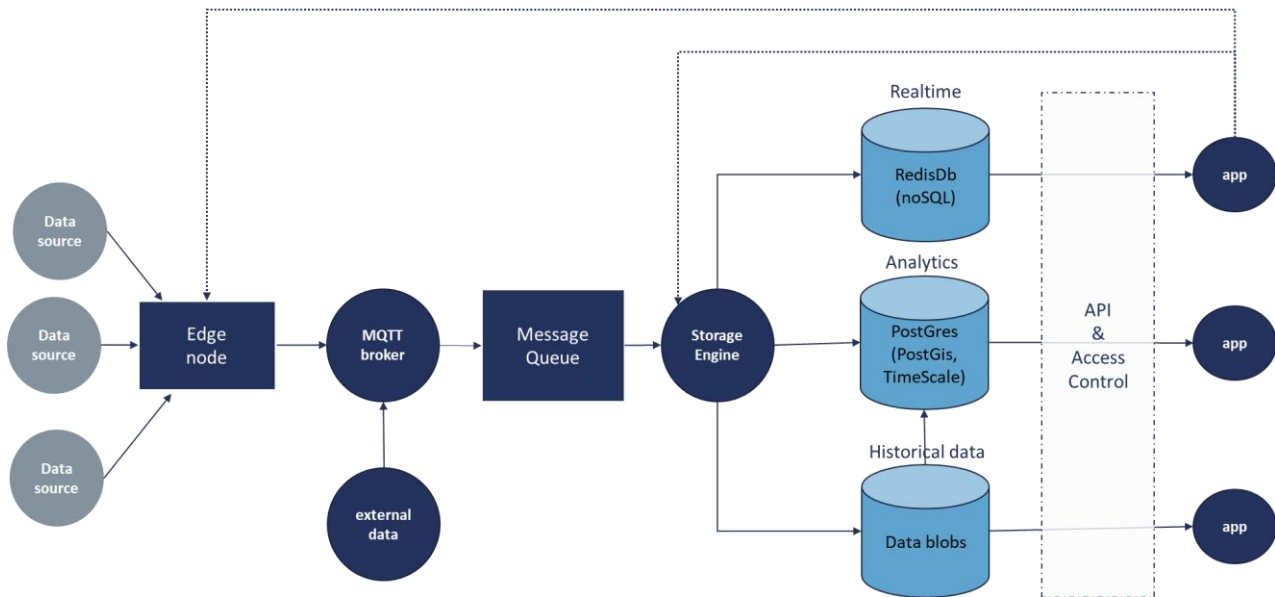 Realtime
RedisDb
(noSQL)
app
Data
source
Analytics
Data
source
Edge
node
MQTT
broker
Message
Queue
Storage
Engine
PostGres
(PostGis,
TimeScale)
API
&
Access
Control
app
Data
source
Historical data
external
data
Data blobs
app